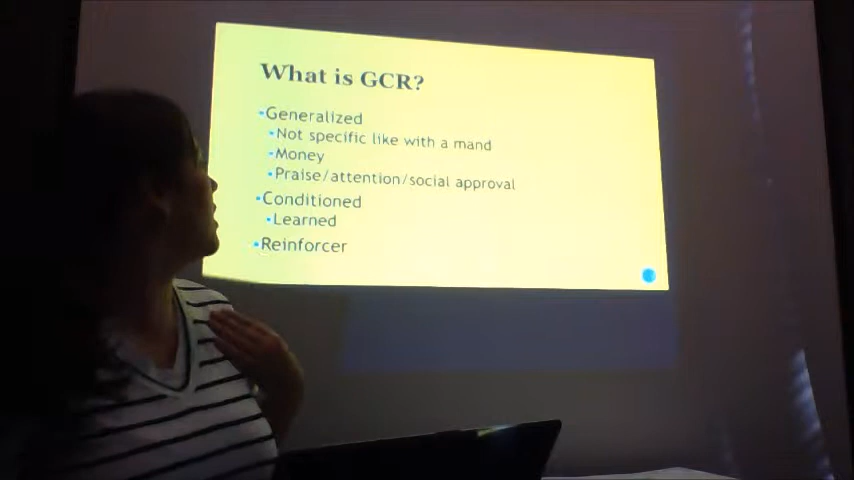 What is GCR?
Generalized
Not specific like with a mand
Money
Praise/attention/social approval
Conditioned
Learned
Reinforcer